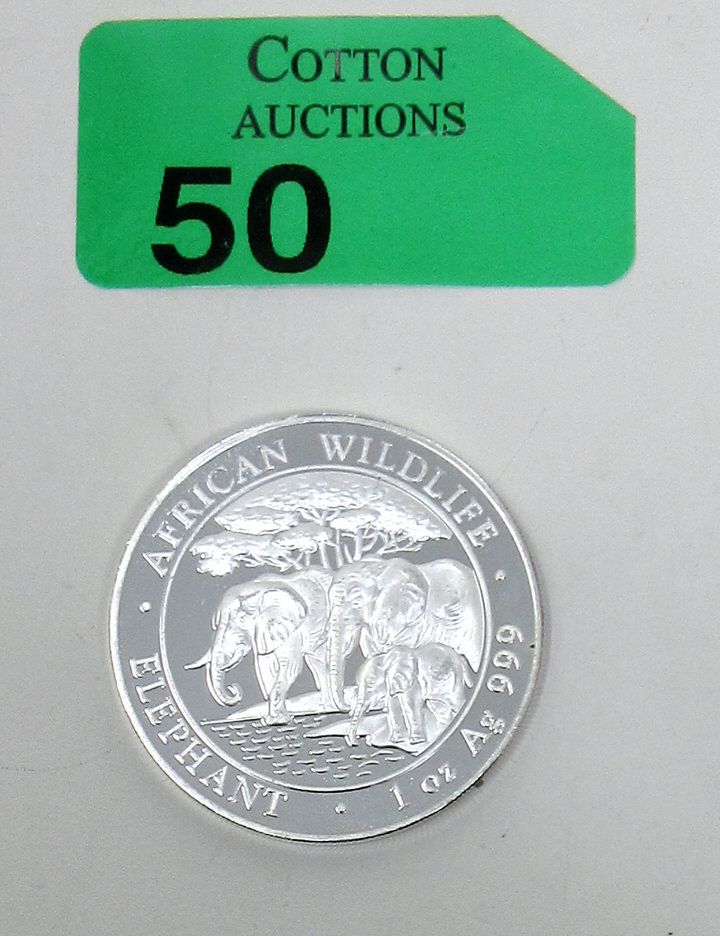 COTTON
AUCTIONS
50
AFRICAN WILDLIFE
ELEPHANT
1 oz Ag 999